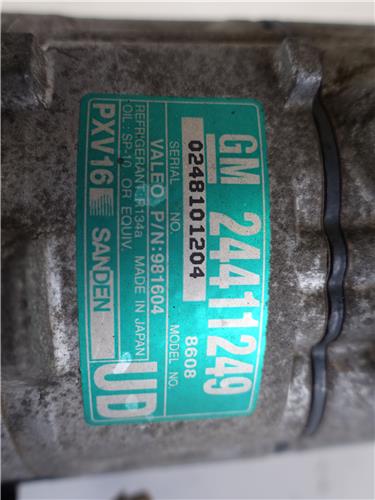 GM 24411249
SERIAL NO.
0248101204
8608
MODEL NO.
VALEO P/N:981604
REFRIGERANT:R134a MADE IN JAPAN
OIL: SP-10 OR EQUIV.
PXV16 SANDEN UD